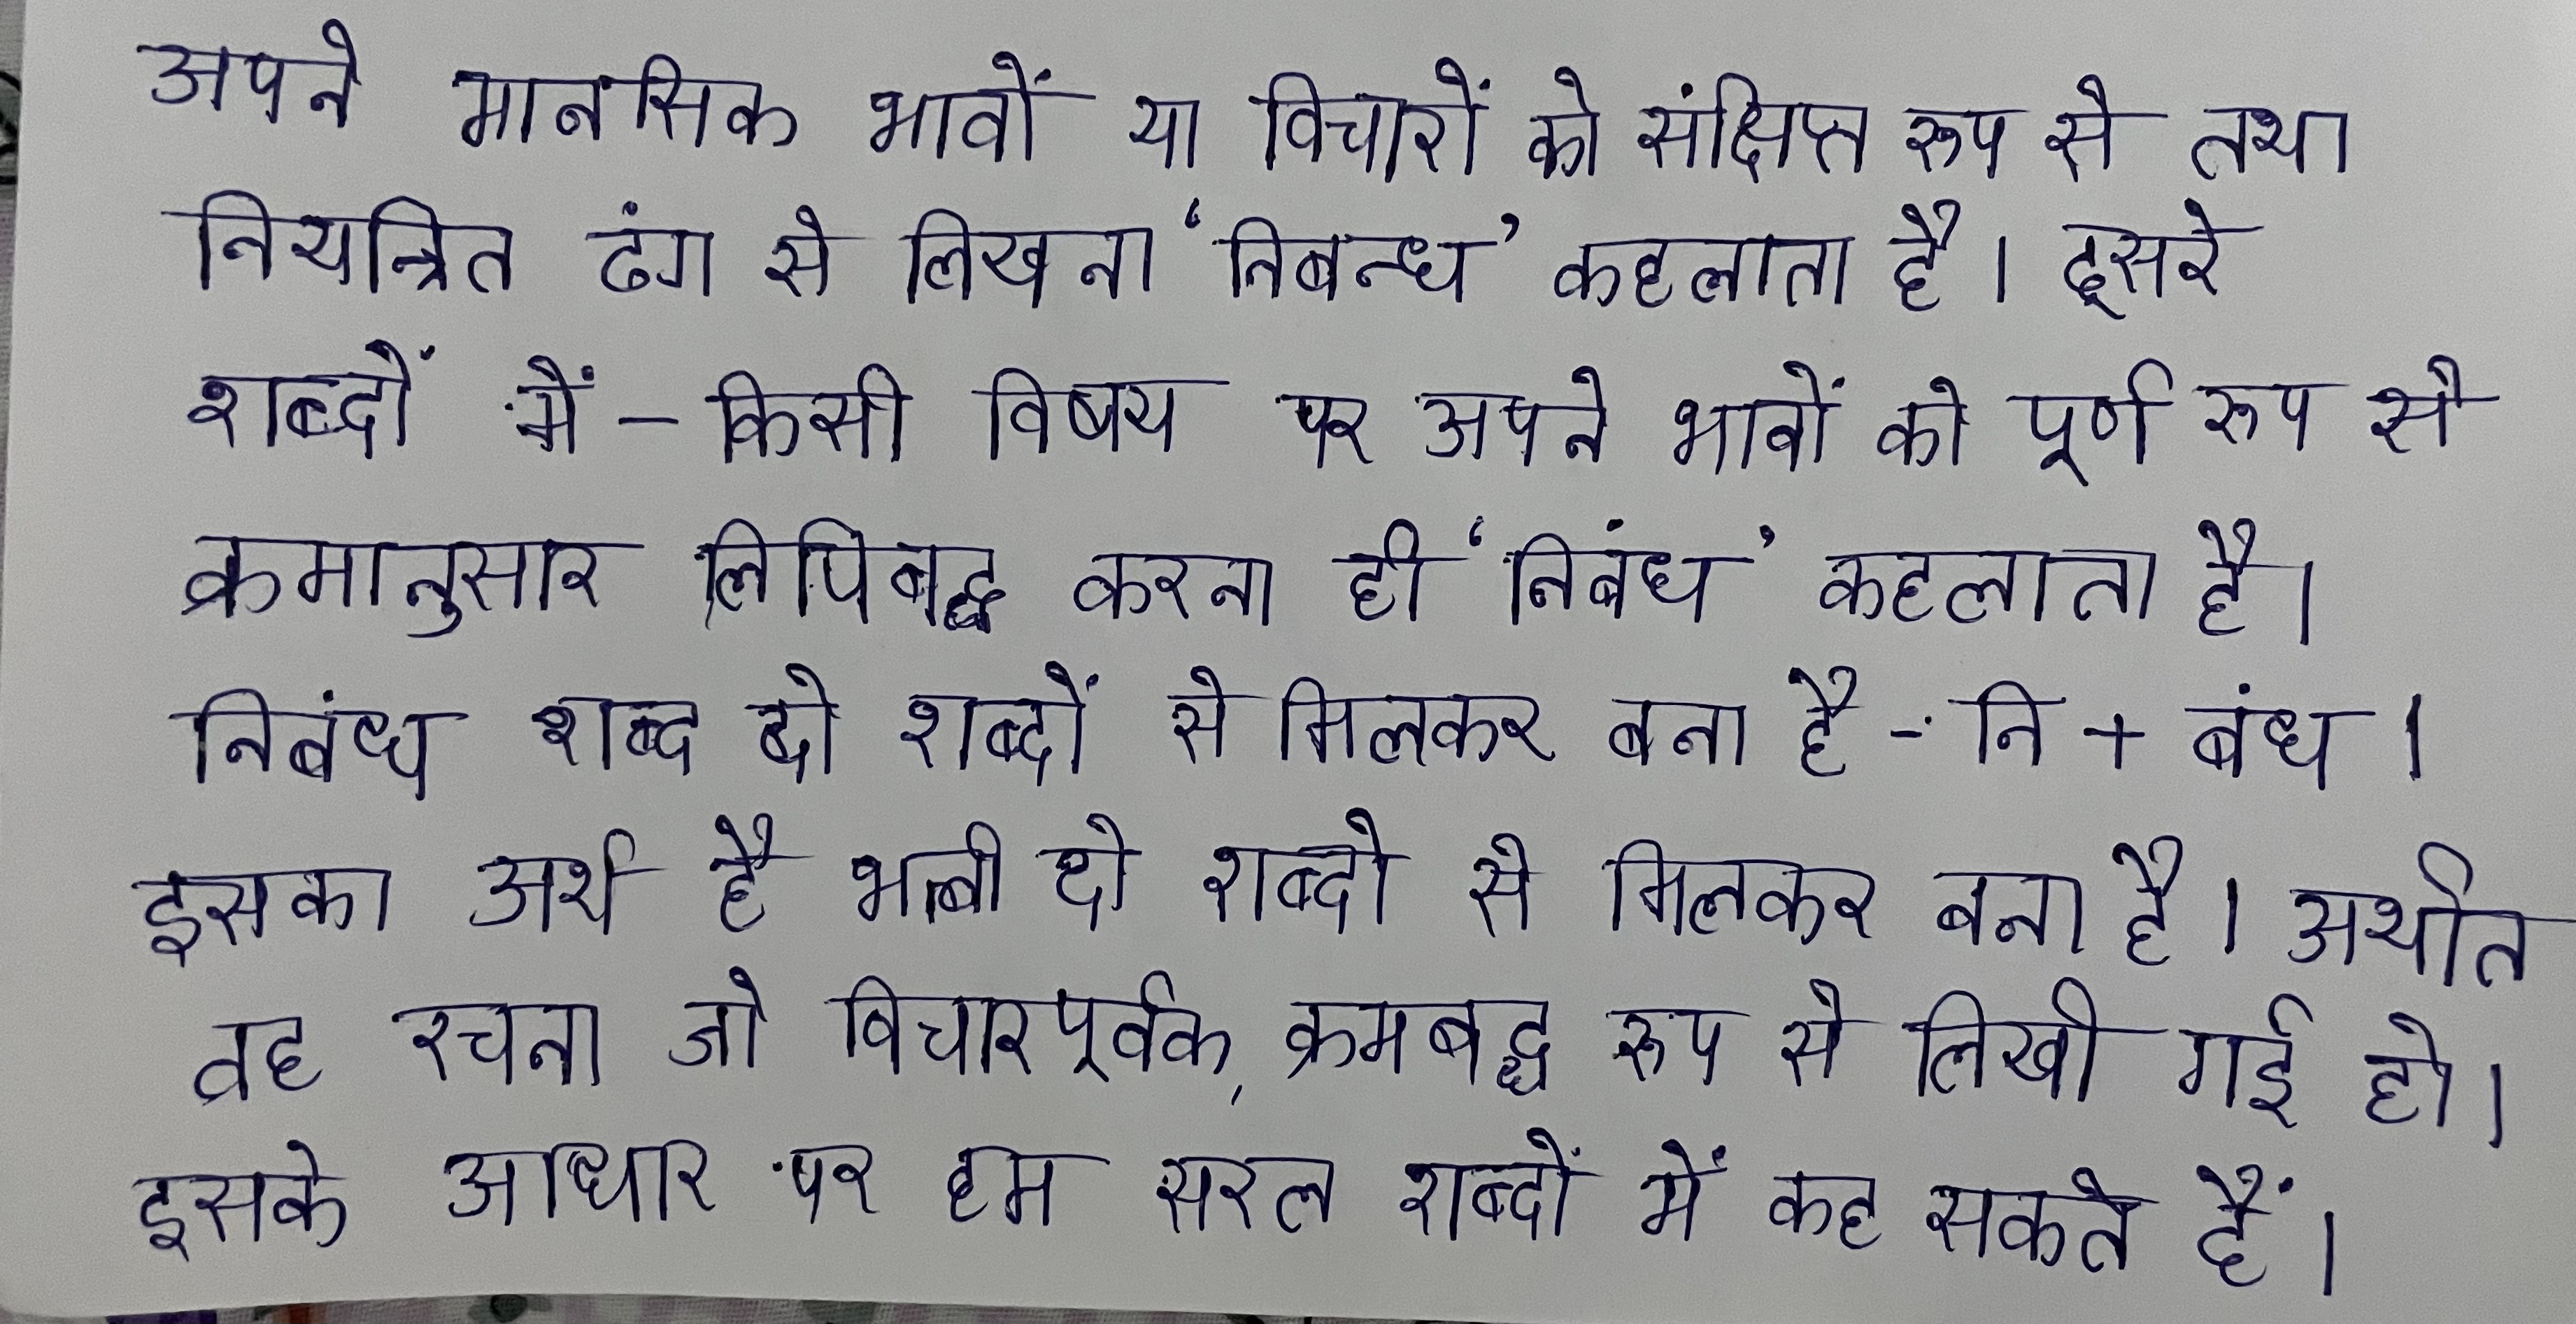 अपने मानसिक भावों या विचारों को संक्षिप्त रुप से तथा
नियन्त्रित ढंग से लिखना ‘निबन्ध’ कहलाता है। दूसरे
शब्दों में – किसी विषय पर अपने भावों को पूर्ण रुप से
क्रमानुसार लिपिबद्ध करना ही ‘निबंध’ कहलाता है।
निबंध शब्द दो शब्दों से मिलकर बना है - नि + बंध।
इसका अर्थ है दो शब्दो से मिलकर बना है। अर्थात
वह रचना जो विचारपूर्वक, क्रमबद्ध रुप से लिखी गई हो।
इसके आधार पर हम सरल शब्दों में कह सकते हैं।